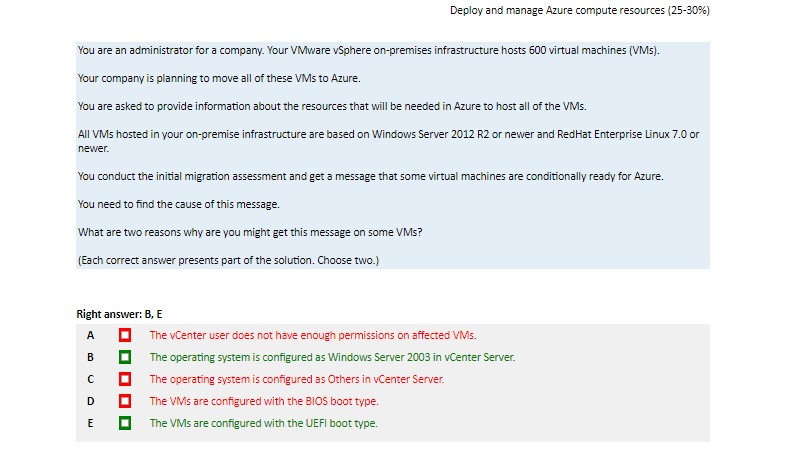 Deploy and manage Azure compute resources (25-30%)
You are an administrator for a company. Your VMware vSphere on-premises infrastructure hosts 600 virtual machines (VMs).
Your company is planning to move all of these VMs to Azure.
You are asked to provide information about the resources that will be needed in Azure to host all of the VMs.
All VMs hosted in your on-premise infrastructure are based on Windows Server 2012 R2 or newer and RedHat Enterprise Linux 7.0 or
newer.
You conduct the initial migration assessment and get a message that some virtual machines are conditionally ready for Azure.
You need to find the cause of this message.
What are two reasons why are you might get this message on some VMs?
(Each correct answer presents part of the solution. Choose two.)
Right answer: B, E
A The vCenter user does not have enough permissions on affected VMs.
B The operating system is configured as Windows Server 2003 in vCenter Server.
C The operating system is configured as Others in vCenter Server.
D The VMs are configured with the BIOS boot type.
E The VMs are configured with the UEFI boot type.